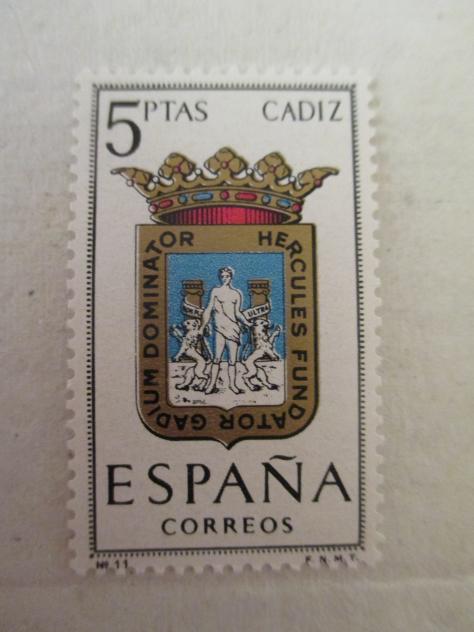 5 PTAS CADIZ
HERCULES FUNDATOR GADIUM DOMINATOR
ULTRA
ESPAÑA
CORREOS
Nº 11 F.N.M.T.